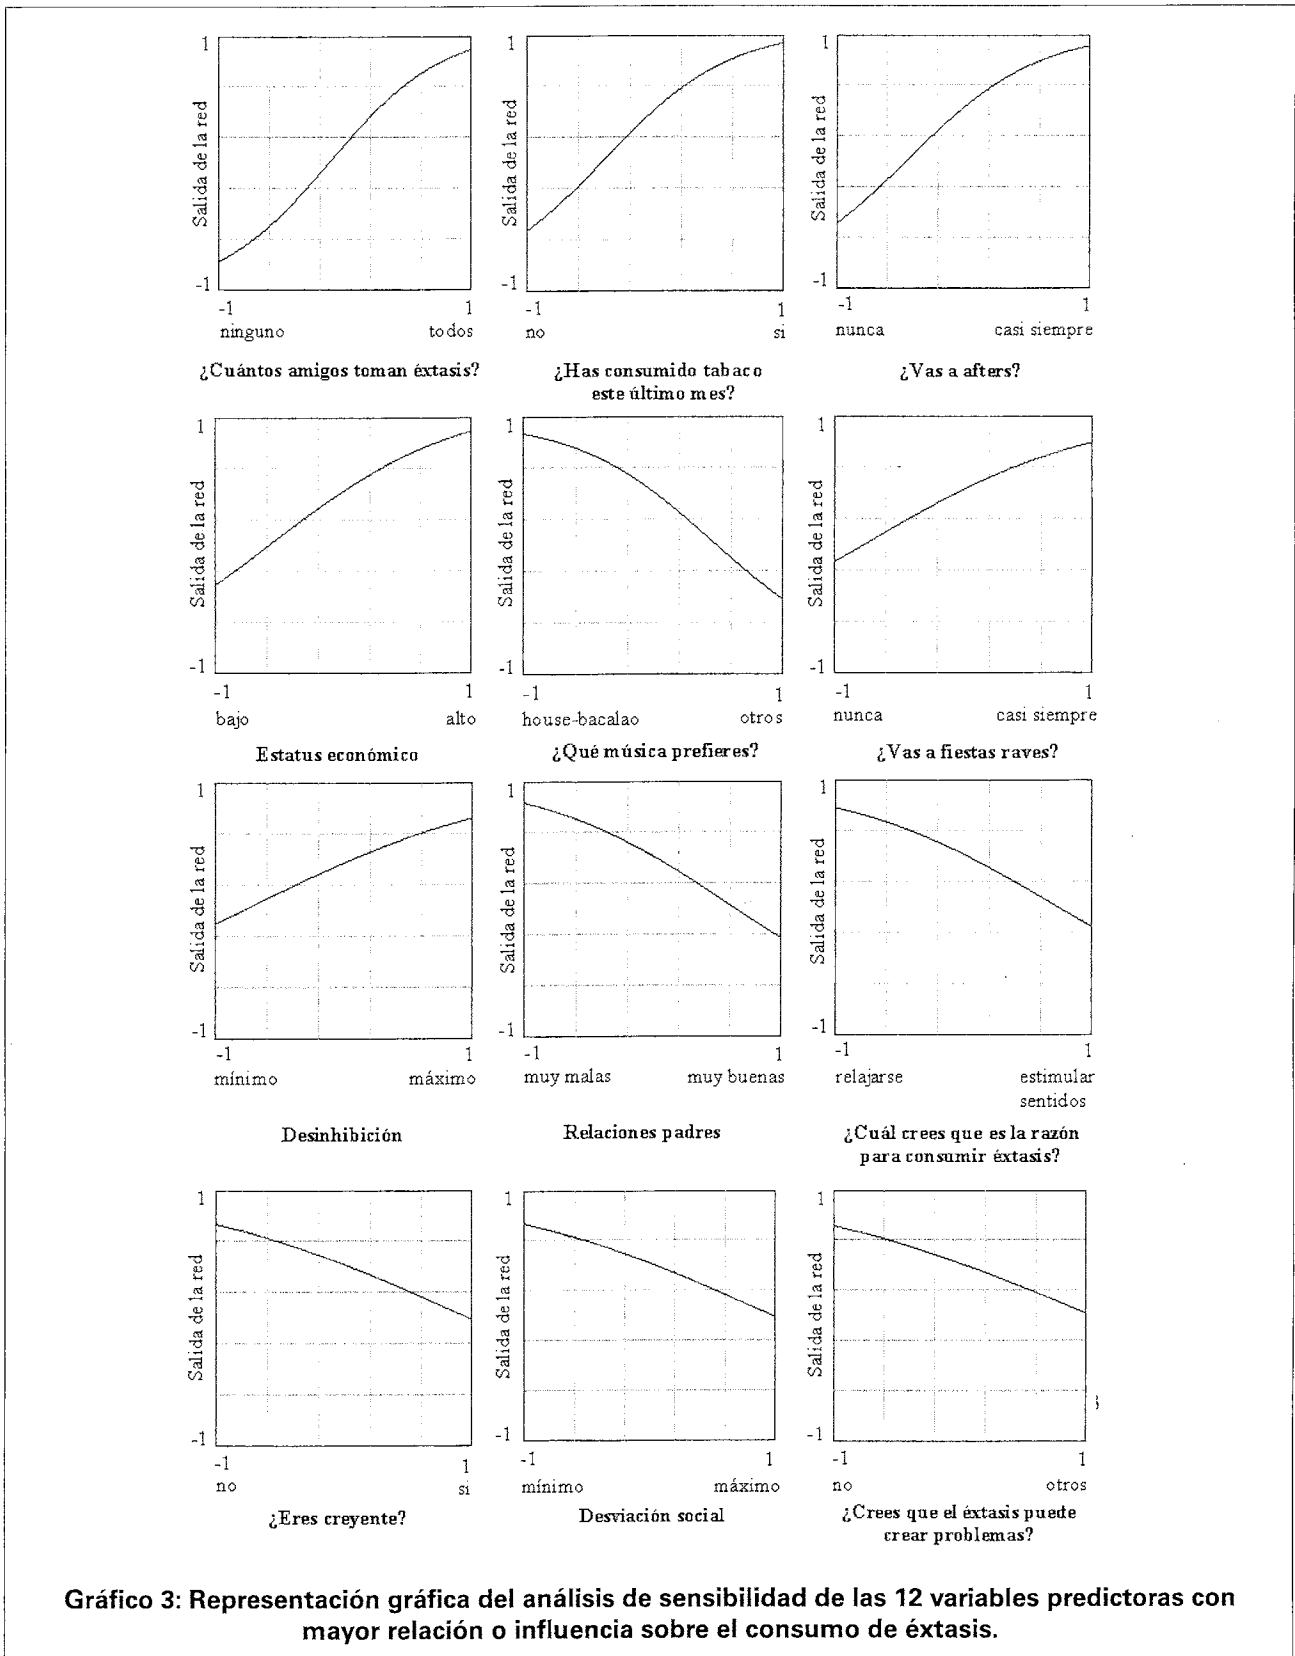 1
1
1
Salida de la red
Salida de la red
Salida de la red
-1
-1
-1
-1 1
-1 1
-1 1
ninguno todos
no si
nunca casi siempre
¿Cuántos amigos toman éxtasis?
¿Has consumido tabaco
este último mes?
¿Vas a afters?
1
1
1
Salida de la red
Salida de la red
Salida de la red
-1
-1
-1
-1 1
-1 1
-1 1
bajo alto
house-bacalao otros
nunca casi siempre
Estatus económico
¿Qué música prefieres?
¿Vas a fiestas raves?
1
1
1
Salida de la red
Salida de la red
Salida de la red
-1
-1
-1
-1 1
-1 1
-1 1
mínimo máximo
muy malas muy buenas
relajarse estimular
sentidos
Desinhibición
Relaciones padres
¿Cuál crees que es la razón
para consumir éxtasis?
1
1
1
Salida de la red
Salida de la red
Salida de la red
-1
-1
-1
-1 1
-1 1
-1 1
no si
mínimo máximo
no otros
¿Eres creyente?
Desviación social
¿Crees que el éxtasis puede
crear problemas?
Gráfico 3: Representación gráfica del análisis de sensibilidad de las 12 variables predictoras con
mayor relación o influencia sobre el consumo de éxtasis.